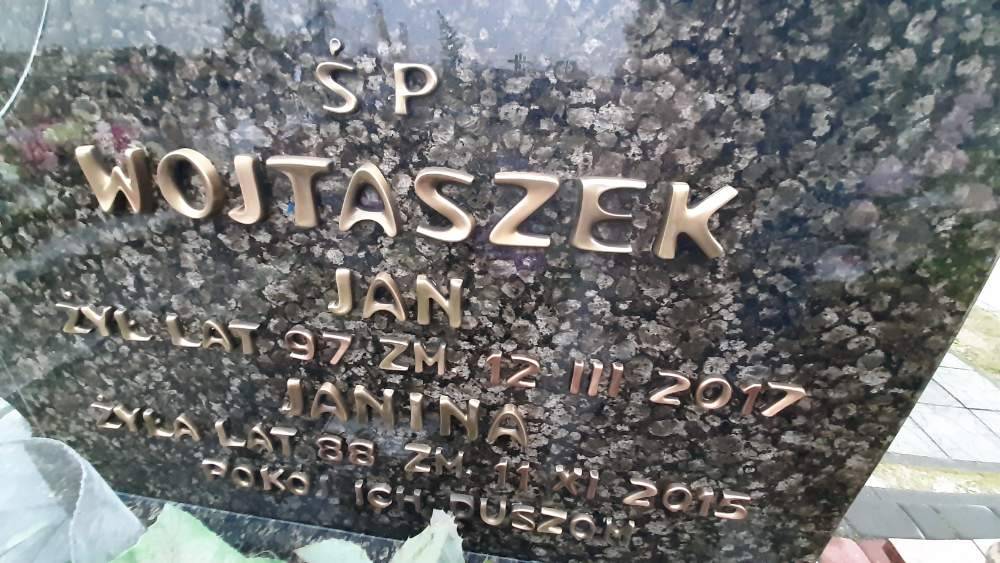 ŚP
WOJTASZEK
JAN
ŻYŁ LAT 97 ZM. 12 III 2017
JANINA
ŻYŁA LAT 88 ZM. 11 XI 2015
POKÓJ ICH DUSZOM